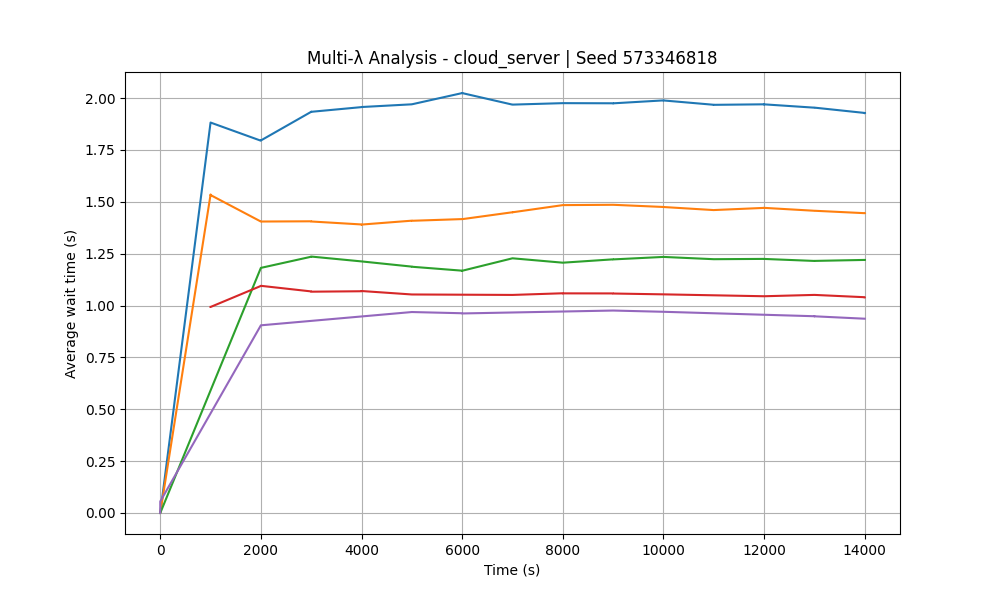 Multi-λ Analysis - cloud_server | Seed 573346818
Average wait time (s)
2.00
1.75
1.50
1.25
1.00
0.75
0.50
0.25
0.00
0 2000 4000 6000 8000 10000 12000 14000
Time (s)